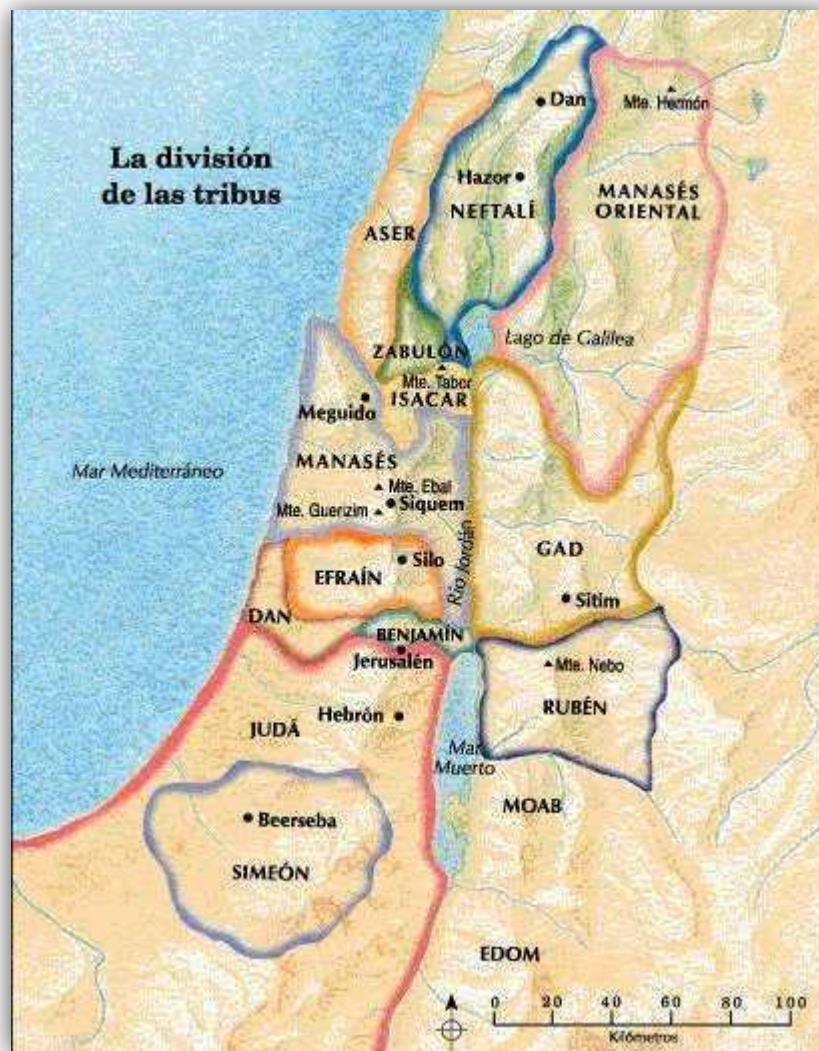 La división
de las tribus
Dan
Mte. Hermón
Hazor
NEFTALÍ
MANASÉS
ORIENTAL
ASER
Lago de Galilea
ZABULÓN
Mte. Tabor
ISACAR
Meguido
Mar Mediterráneo
MANASÉS
Mte. Ebal
Siquem
Mte. Guerizim
Río Jordán
GAD
Silo
EFRAÍN
Sitim
DAN
BENJAMÍN
Jerusalén
Mte. Nebo
RUBÉN
Hebrón
JUDÁ
Mar
Muerto
MOAB
Beerseba
SIMEÓN
EDOM
0 20 40 60 80 100
Kilómetros